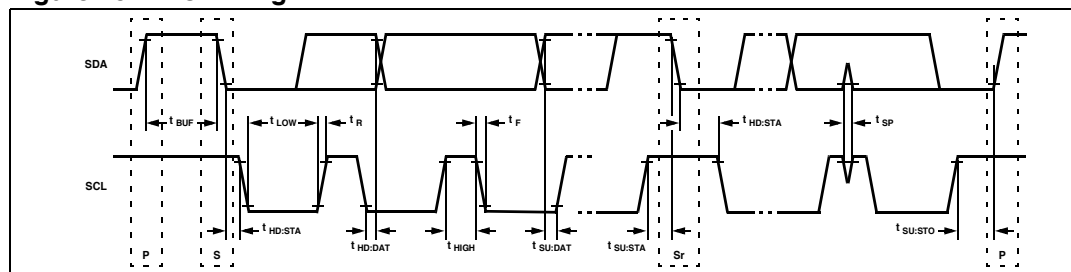 SDA
t BUF
t LOW
t R
t F
t HD:STA
t SP
SCL
t HD:STA
t HD:DAT
t HIGH
t SU:DAT
t SU:STA
t SU:STO
P
S
Sr
P